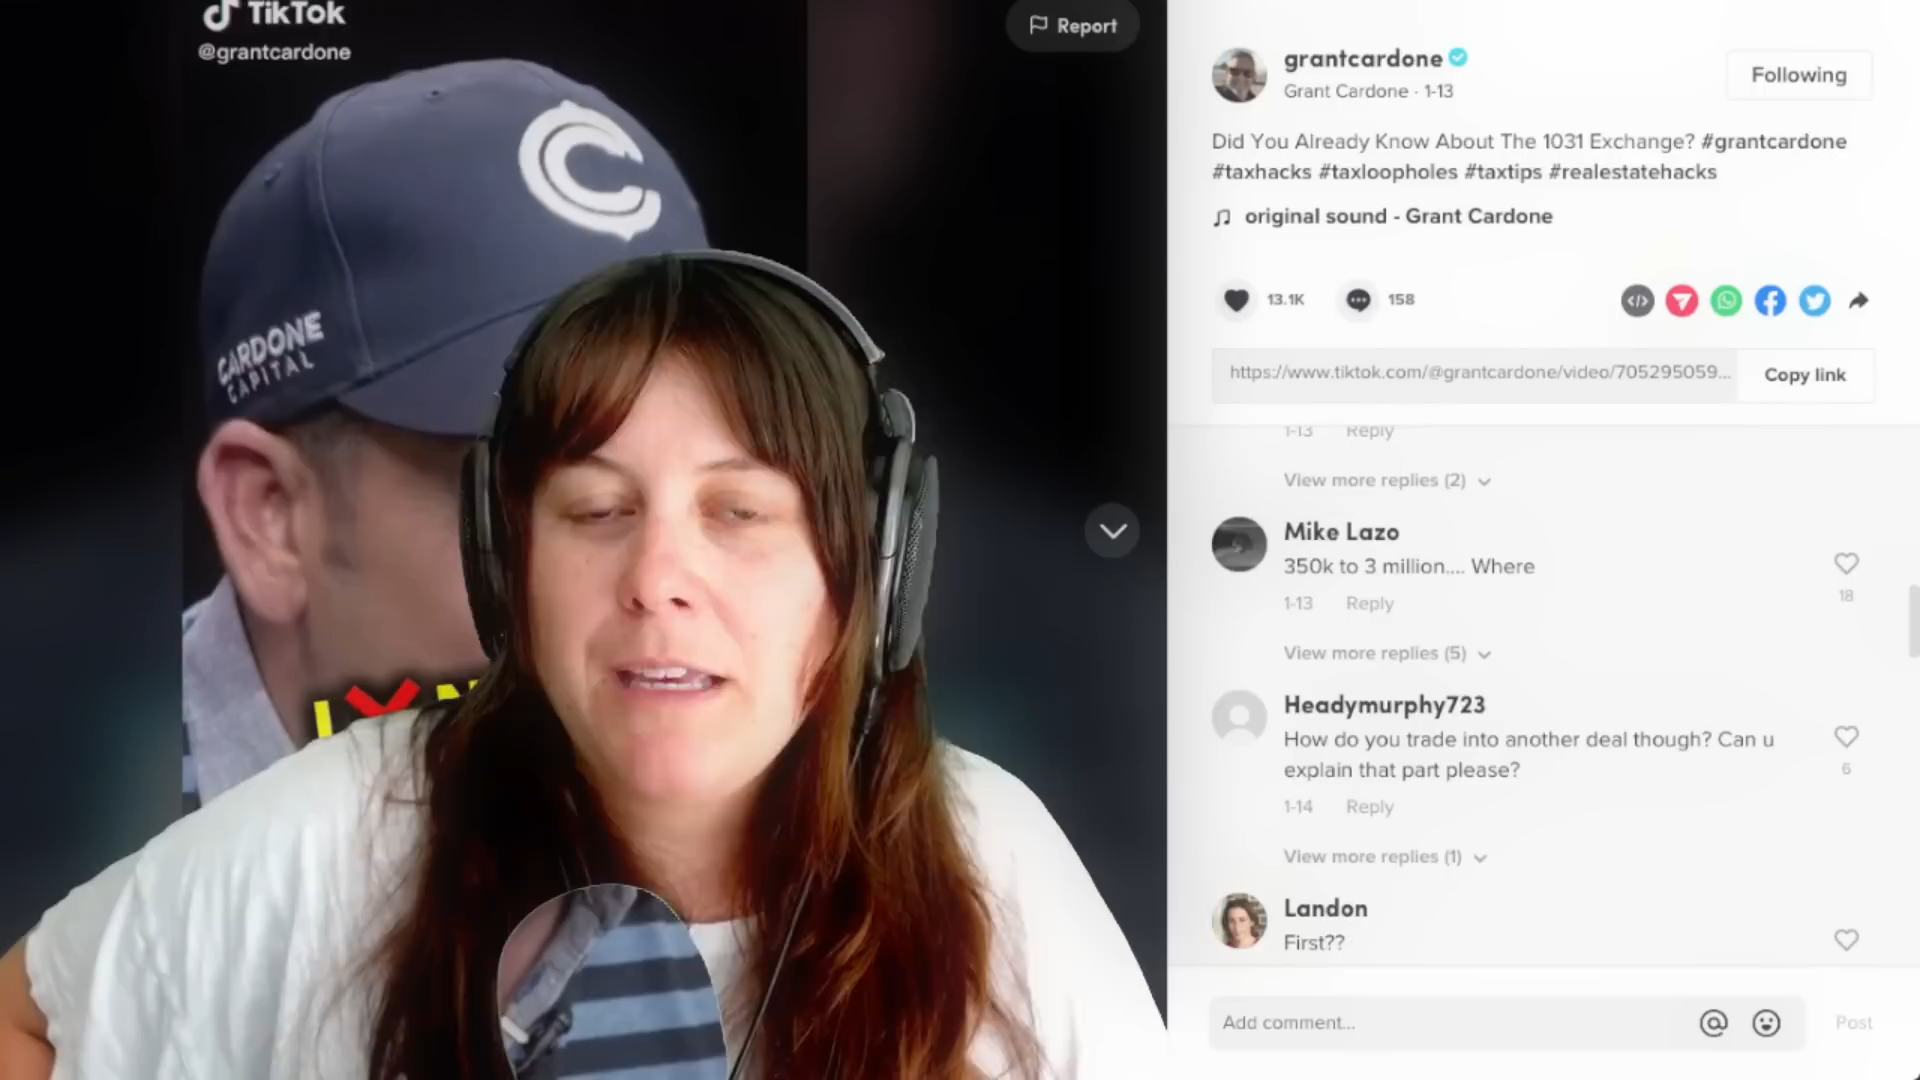 TikTok
@grantcardone
Report
C
CARDONE
CAPITAL
grantcardone
Grant Cardone · 1-13
Following
Did You Already Know About The 1031 Exchange? #grantcardone
#taxhacks #taxloopholes #taxtips #realestatehacks
original sound - Grant Cardone
13.1K
158
https://www.tiktok.com/@grantcardone/video/705295059...
Copy link
1-13 Reply
View more replies (2)
Mike Lazo
350k to 3 million.... Where
18
1-13 Reply
View more replies (5)
Headymurphy723
How do you trade into another deal though? Can u
explain that part please?
6
1-14 Reply
View more replies (1)
Landon
First??
Add comment...
Post